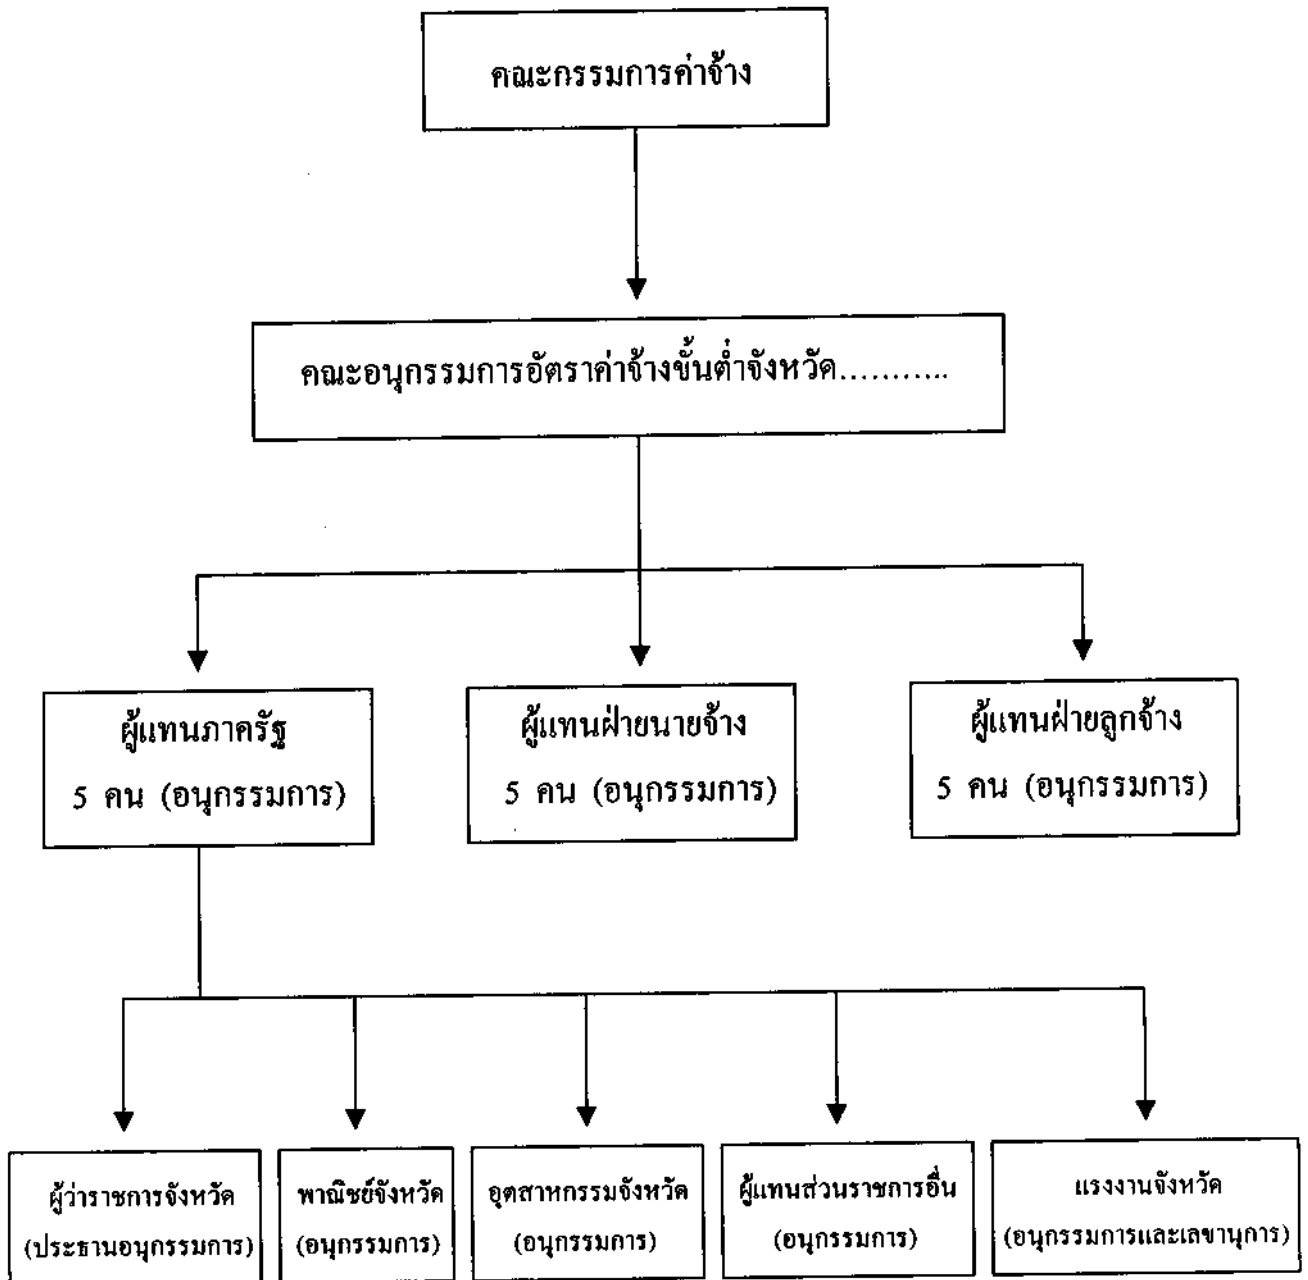 คณะกรรมการค่าจ้าง
คณะอนุกรรมการอัตราค่าจ้างขั้นต่ำจังหวัด...........
ผู้แทนภาครัฐ
5 คน (อนุกรรมการ)
ผู้แทนฝ่ายนายจ้าง
5 คน (อนุกรรมการ)
ผู้แทนฝ่ายลูกจ้าง
5 คน (อนุกรรมการ)
ผู้ว่าราชการจังหวัด
(ประธานอนุกรรมการ)
พาณิชย์จังหวัด
(อนุกรรมการ)
อุตสาหกรรมจังหวัด
(อนุกรรมการ)
ผู้แทนส่วนราชการอื่น
(อนุกรรมการ)
แรงงานจังหวัด
(อนุกรรมการและเลขานุการ)